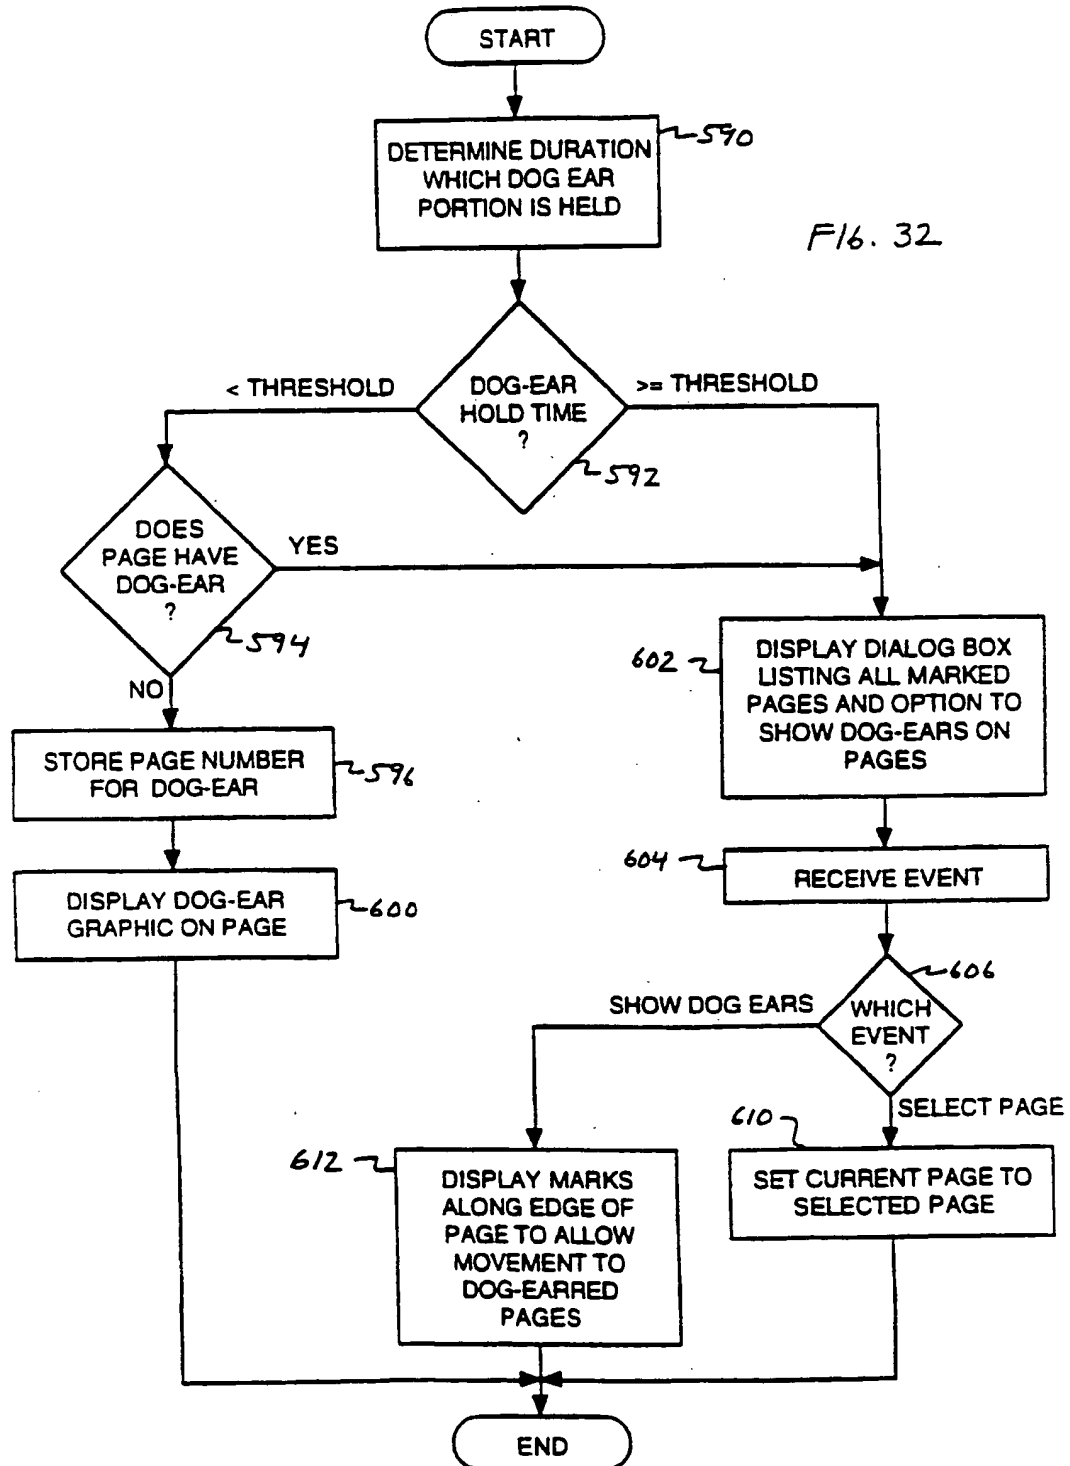 START
DETERMINE DURATION
WHICH DOG EAR
PORTION IS HELD
590
FIG. 32
< THRESHOLD
DOG-EAR
HOLD TIME
?
>= THRESHOLD
592
DOES
PAGE HAVE
DOG-EAR
?
YES
594
NO
602
DISPLAY DIALOG BOX
LISTING ALL MARKED
PAGES AND OPTION TO
SHOW DOG-EARS ON
PAGES
STORE PAGE NUMBER
FOR DOG-EAR
596
604
RECEIVE EVENT
DISPLAY DOG-EAR
GRAPHIC ON PAGE
600
606
SHOW DOG EARS
WHICH
EVENT
?
SELECT PAGE
610
612
DISPLAY MARKS
ALONG EDGE OF
PAGE TO ALLOW
MOVEMENT TO
DOG-EARRED
PAGES
SET CURRENT PAGE TO
SELECTED PAGE
END